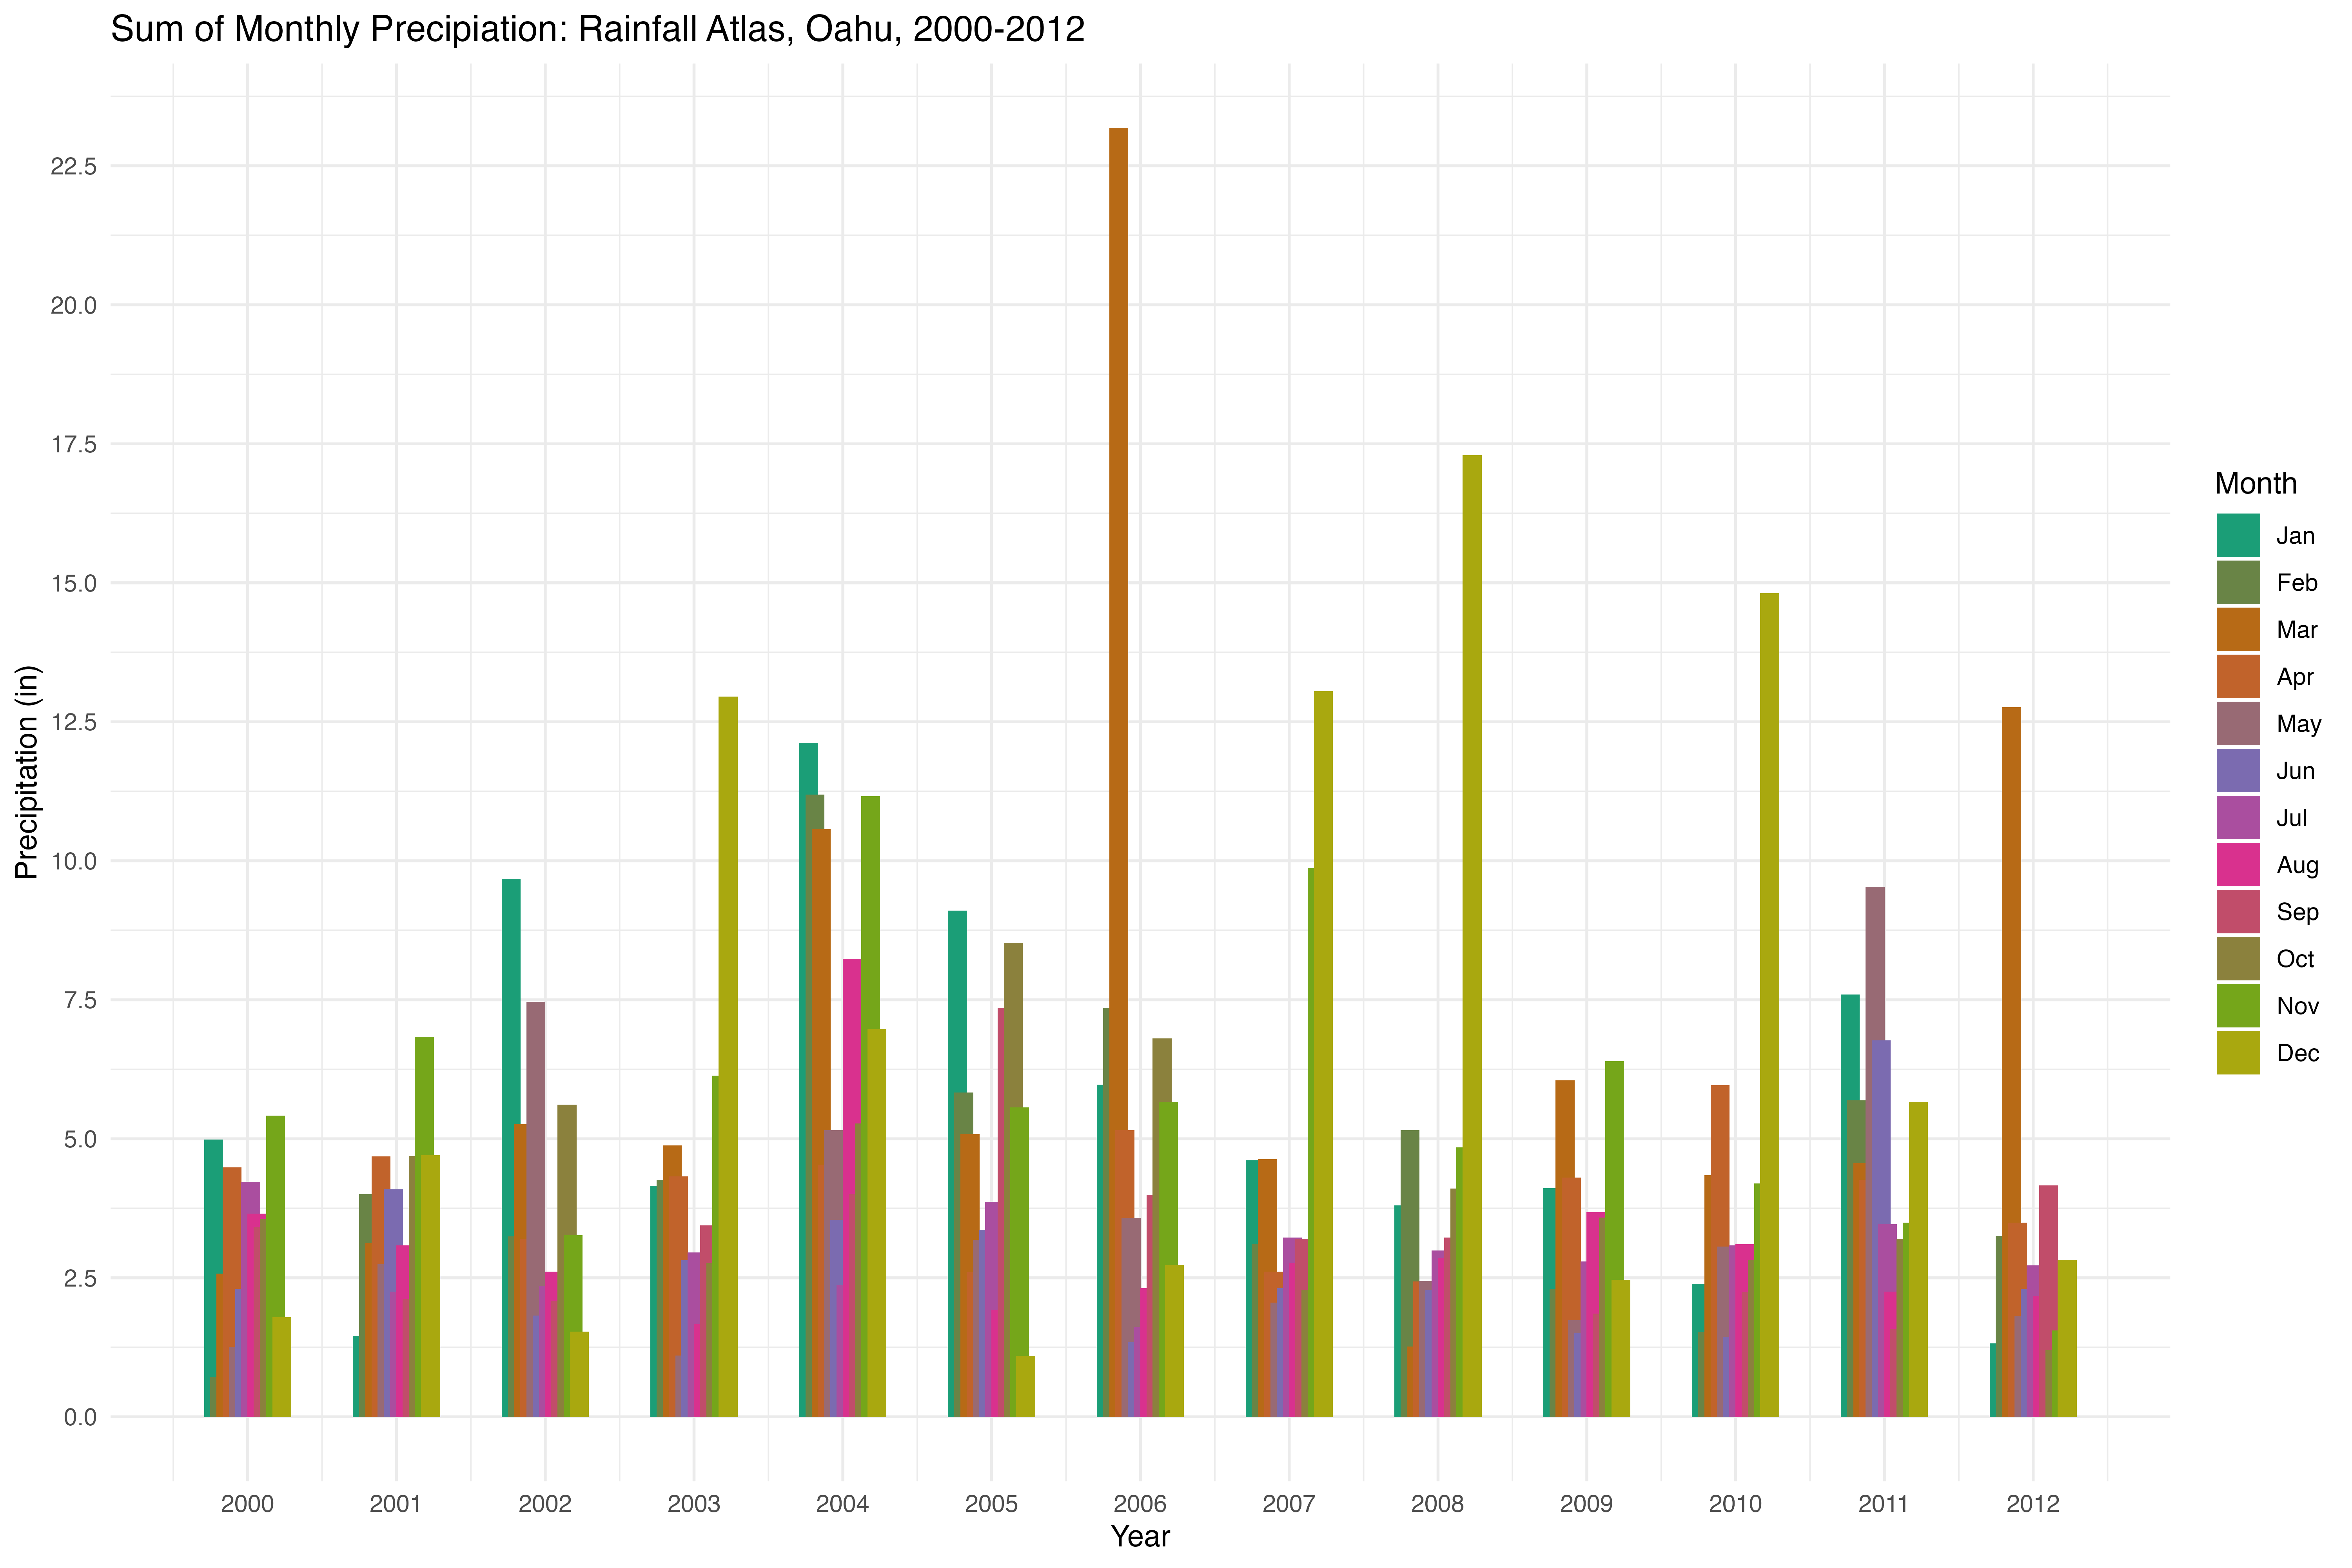 Sum of Monthly Precipiation: Rainfall Atlas, Oahu, 2000-2012
22.5
20.0
17.5
15.0
12.5
10.0
7.5
5.0
2.5
0.0
Precipitation (in)
2000 2001 2002 2003 2004 2005 2006 2007 2008 2009 2010 2011 2012
Year
Month
Jan
Feb
Mar
Apr
May
Jun
Jul
Aug
Sep
Oct
Nov
Dec